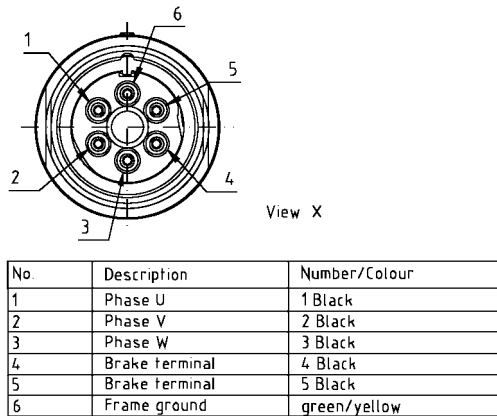 6
1
5
2
4
3
View X
No. Description Number/Colour
1 Phase U 1 Black
2 Phase V 2 Black
3 Phase W 3 Black
4 Brake terminal 4 Black
5 Brake terminal 5 Black
6 Frame ground green/yellow